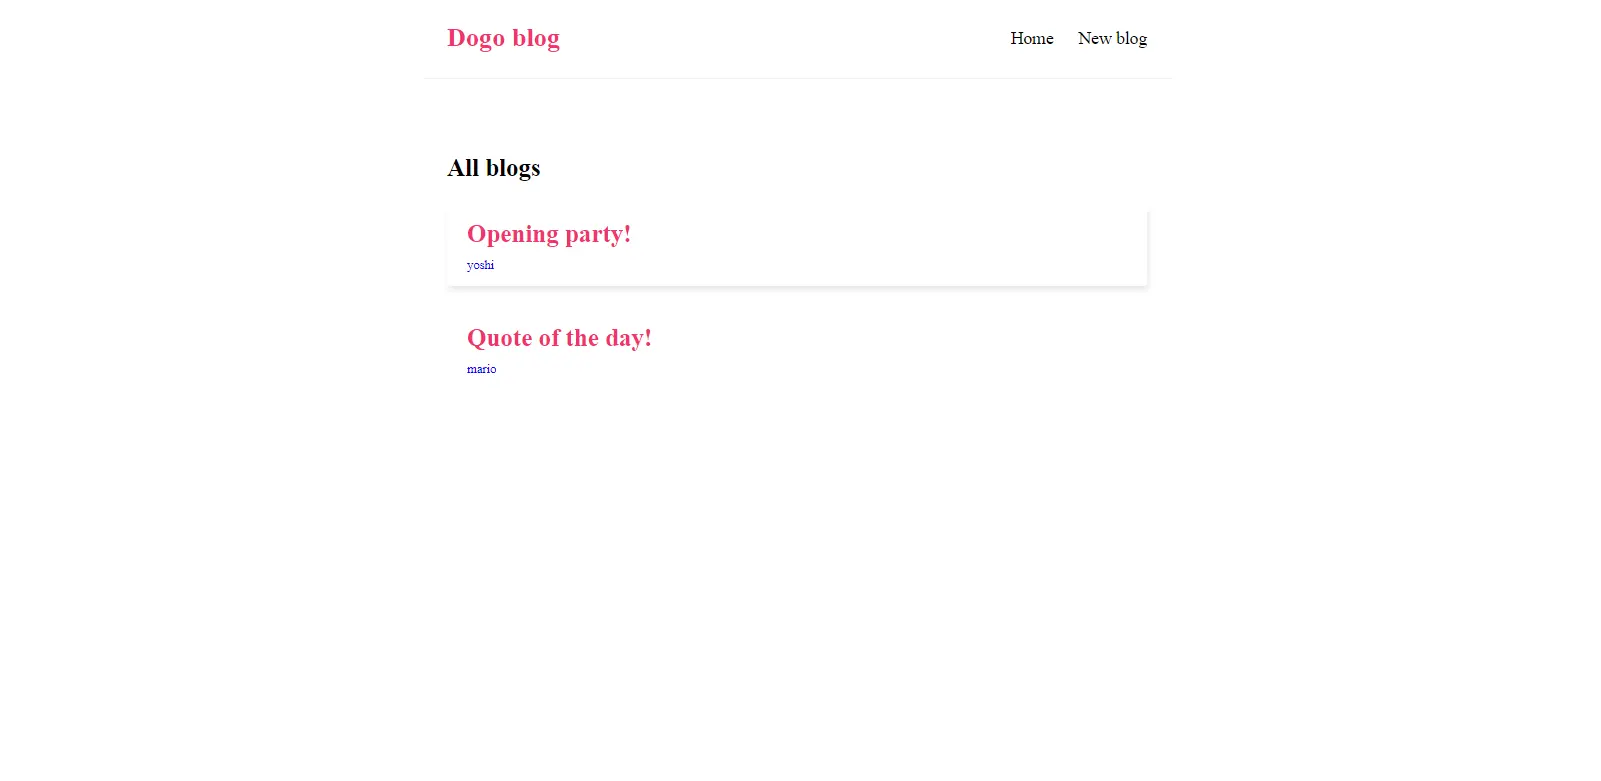 Dogo blog
Home New blog
All blogs
Opening party!
yoshi
Quote of the day!
mario